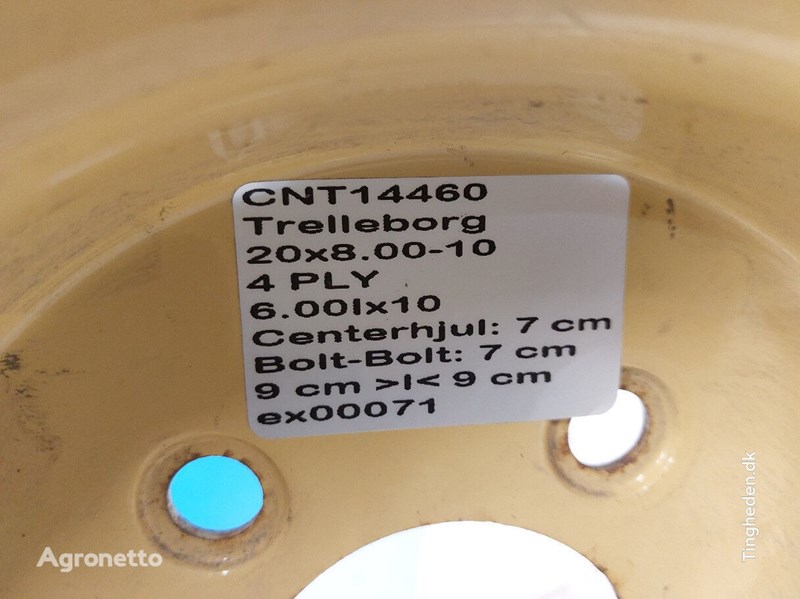 CNT14460
Trelleborg
20x8.00-10
4 PLY
6.00Ix10
Centerhjul: 7 cm
Bolt-Bolt: 7 cm
9 cm >I< 9 cm
ex00071
Agronetto
Tingheden.dk